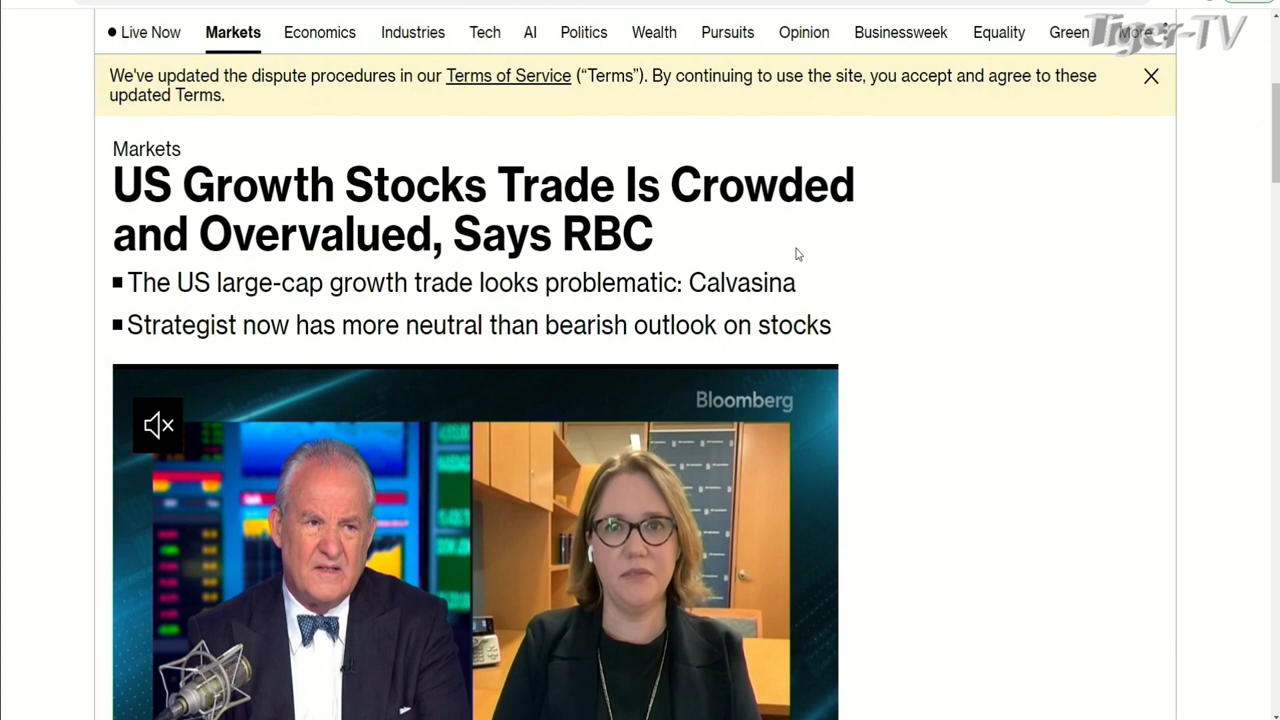 Live Now Markets Economics Industries Tech AI Politics Wealth Pursuits Opinion Businessweek Equality Green More
Tiger-TV
We've updated the dispute procedures in our Terms of Service (“Terms”). By continuing to use the site, you accept and agree to these
updated Terms.
Markets
US Growth Stocks Trade Is Crowded
and Overvalued, Says RBC
The US large-cap growth trade looks problematic: Calvasina
Strategist now has more neutral than bearish outlook on stocks
Bloomberg